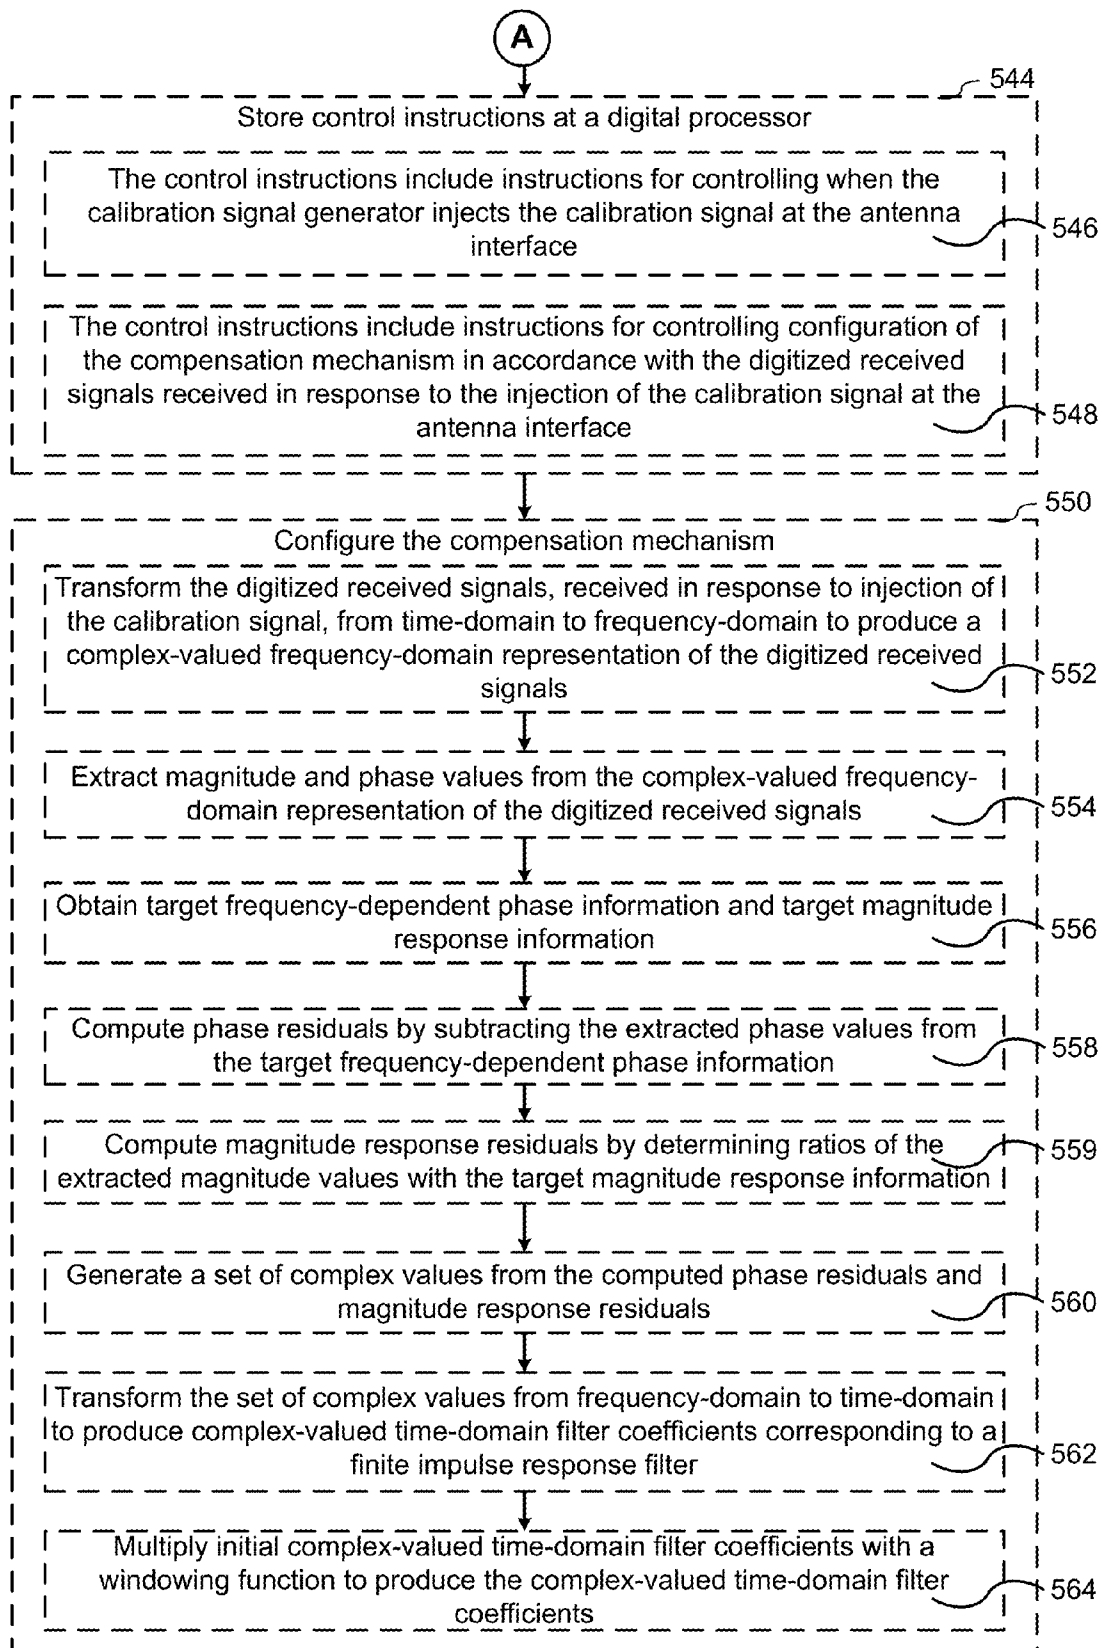 A
544
Store control instructions at a digital processor
The control instructions include instructions for controlling when the
calibration signal generator injects the calibration signal at the antenna
interface
546
The control instructions include instructions for controlling configuration of
the compensation mechanism in accordance with the digitized received
signals received in response to the injection of the calibration signal at the
antenna interface
548
550
Configure the compensation mechanism
Transform the digitized received signals, received in response to injection of
the calibration signal, from time-domain to frequency-domain to produce a
complex-valued frequency-domain representation of the digitized received
signals
552
Extract magnitude and phase values from the complex-valued frequency-
domain representation of the digitized received signals
554
Obtain target frequency-dependent phase information and target magnitude
response information
556
Compute phase residuals by subtracting the extracted phase values from
the target frequency-dependent phase information
558
Compute magnitude response residuals by determining ratios of the
extracted magnitude values with the target magnitude response information
559
Generate a set of complex values from the computed phase residuals and
magnitude response residuals
560
Transform the set of complex values from frequency-domain to time-domain
to produce complex-valued time-domain filter coefficients corresponding to a
finite impulse response filter
562
Multiply initial complex-valued time-domain filter coefficients with a
windowing function to produce the complex-valued time-domain filter
coefficients
564